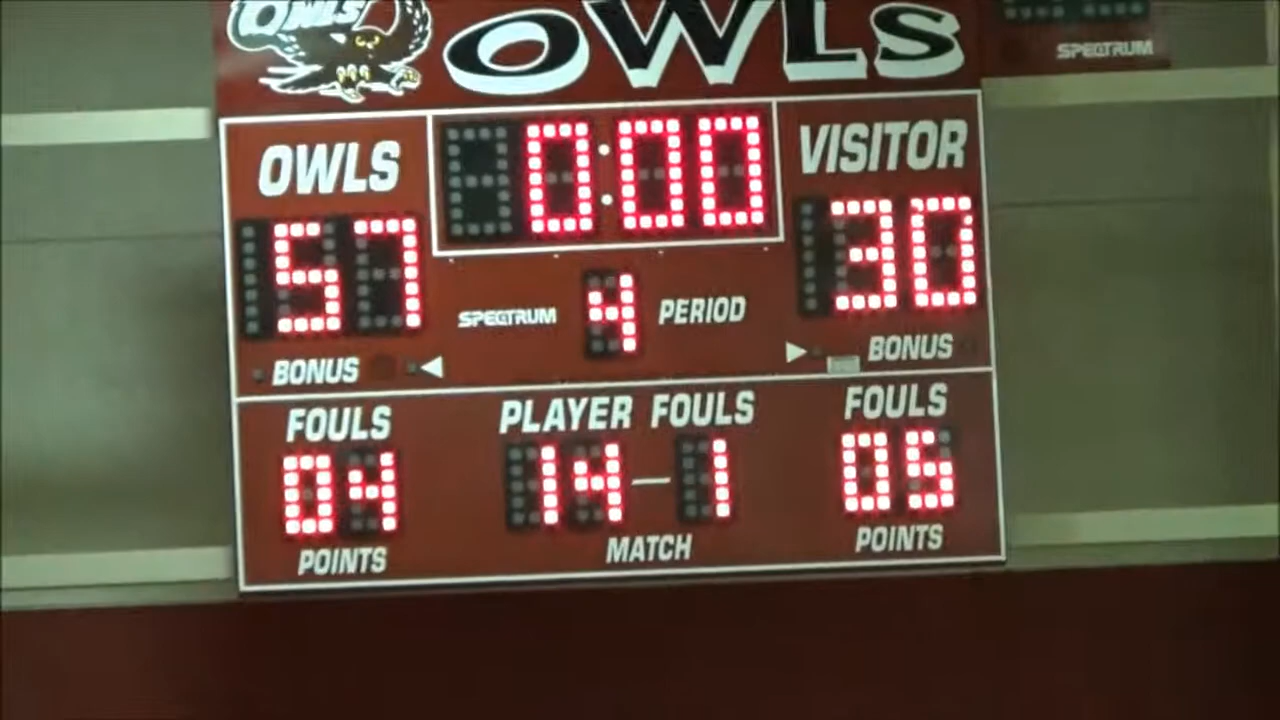 OWLS
OWLS
SPECTRUM
OWLS 0:00 VISITOR
57 30
SPECTRUM 4 PERIOD
BONUS BONUS
FOULS PLAYER FOULS FOULS
04 14-1 05
POINTS MATCH POINTS